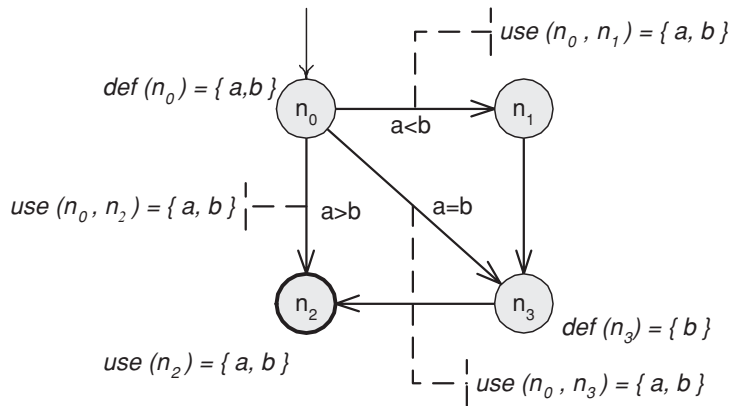 use (n₀ , n₁ ) = { a, b }
def (n₀ ) = { a,b }
n₀
n₁
a<b
use (n₀ , n₂ ) = { a, b }
a>b
a=b
n₂
n₃
def (n₃) = { b }
use (n₂ ) = { a, b }
use (n₀ , n₃ ) = { a, b }